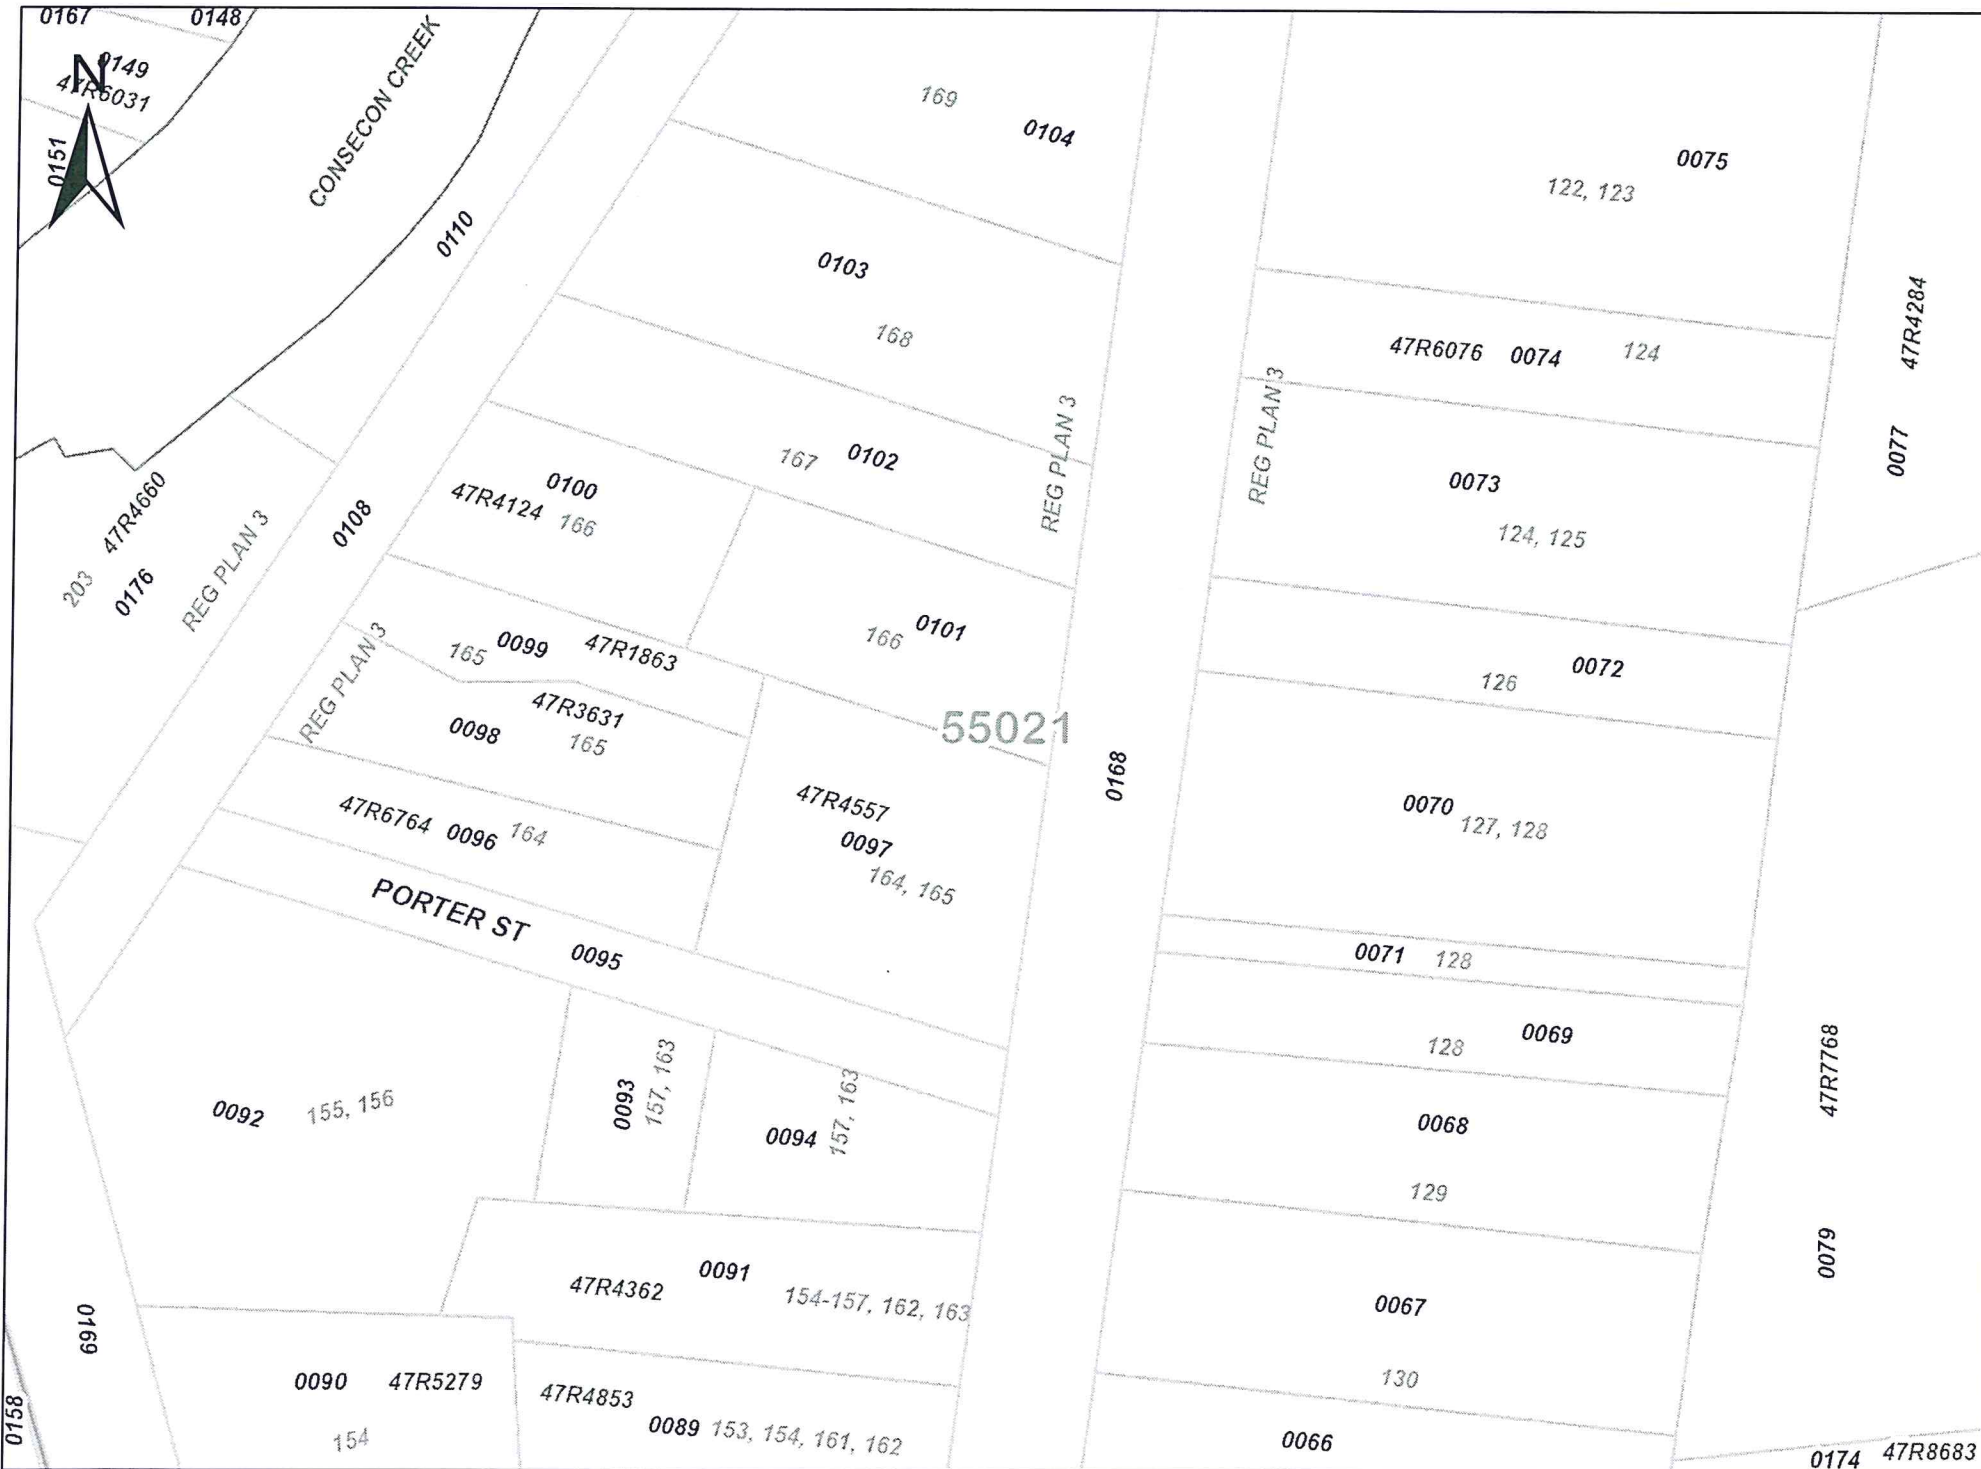 0167
0148
N
0149
47R6031
0151
CONSECON CREEK
0110
169
0104
0075
122, 123
0103
168
47R6076 0074 124
47R4284
0077
REG PLAN 3
REG PLAN 3
167 0102
0100
47R4124 166
0073
124, 125
0108
47R4660
203
0176
REG PLAN 3
REG PLAN 3
166 0101
165 0099 47R1863
0072
126
47R3631
0098
165
55021
0168
47R6764 0096 164
47R4557
0097
164, 165
0070
127, 128
PORTER ST 0095
0071 128
0069
128
47R7768
0092 155, 156
0093
157, 163
0094
157, 163
0068
129
0079
0091
47R4362
154-157, 162, 163
0067
130
0169
0158
0090 47R5279
154
47R4853
0089 153, 154, 161, 162
0066
0174 47R8683